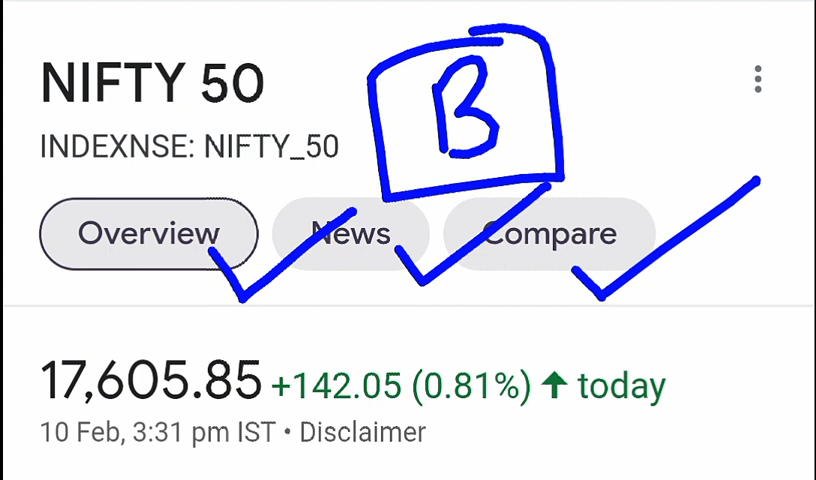 NIFTY 50
B
INDEXNSE: NIFTY_50
Overview News Compare
17,605.85 +142.05 (0.81%) ↑ today
10 Feb, 3:31 pm IST • Disclaimer